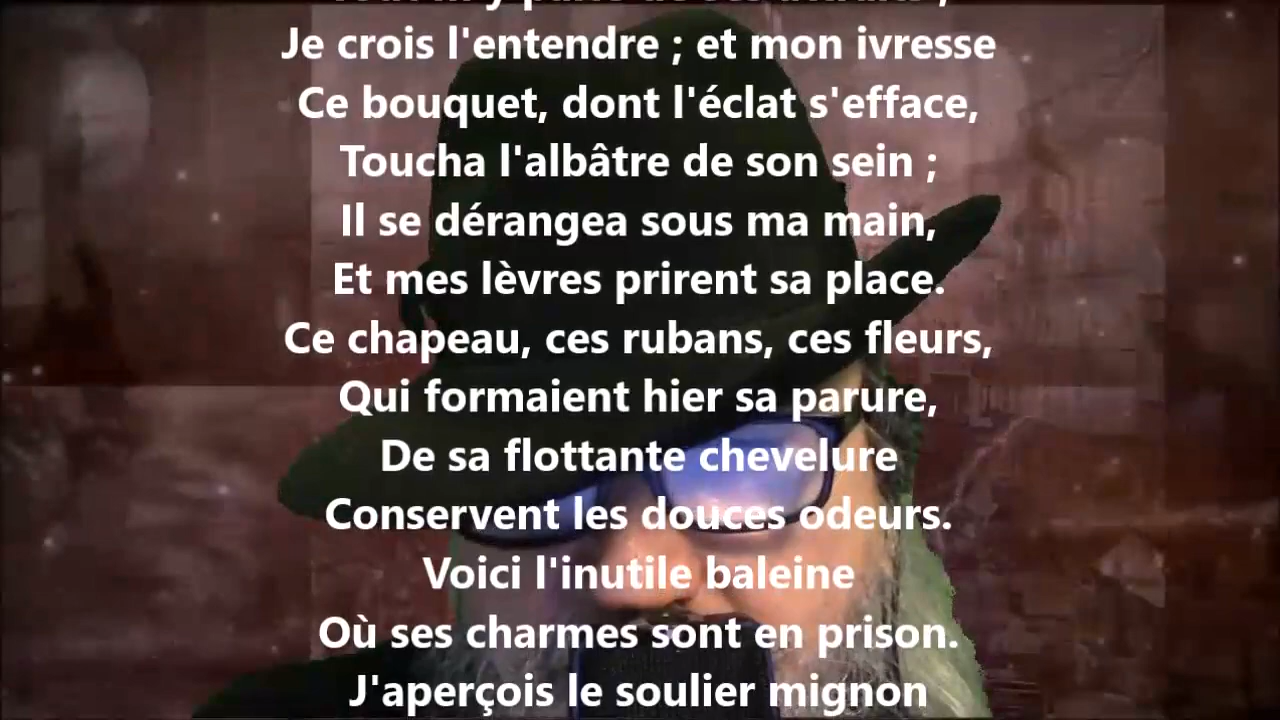 Je crois l'entendre ; et mon ivresse
Ce bouquet, dont l'éclat s'efface,
Toucha l'albâtre de son sein ;
Il se dérangea sous ma main,
Et mes lèvres prirent sa place.
Ce chapeau, ces rubans, ces fleurs,
Qui formaient hier sa parure,
De sa flottante chevelure
Conservent les douces odeurs.
Voici l'inutile baleine
Où ses charmes sont en prison.
J'aperçois le soulier mignon